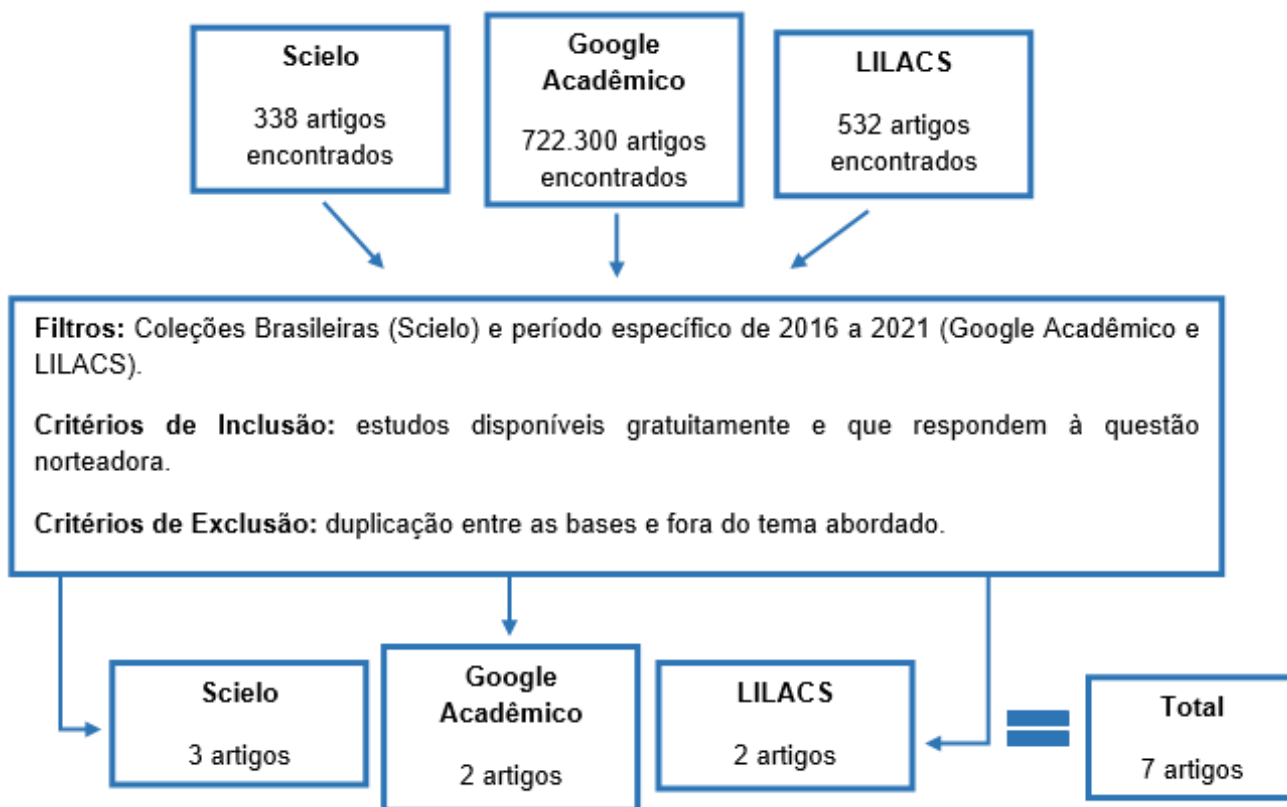 Scielo
338 artigos
encontrados
Google
Acadêmico
722.300 artigos
encontrados
LILACS
532 artigos
encontrados
Filtros: Coleções Brasileiras (Scielo) e período específico de 2016 a 2021 (Google Acadêmico e
LILACS).
Critérios de Inclusão: estudos disponíveis gratuitamente e que respondem à questão
norteadora.
Critérios de Exclusão: duplicação entre as bases e fora do tema abordado.
Scielo
3 artigos
Google
Acadêmico
2 artigos
LILACS
2 artigos
Total
7 artigos